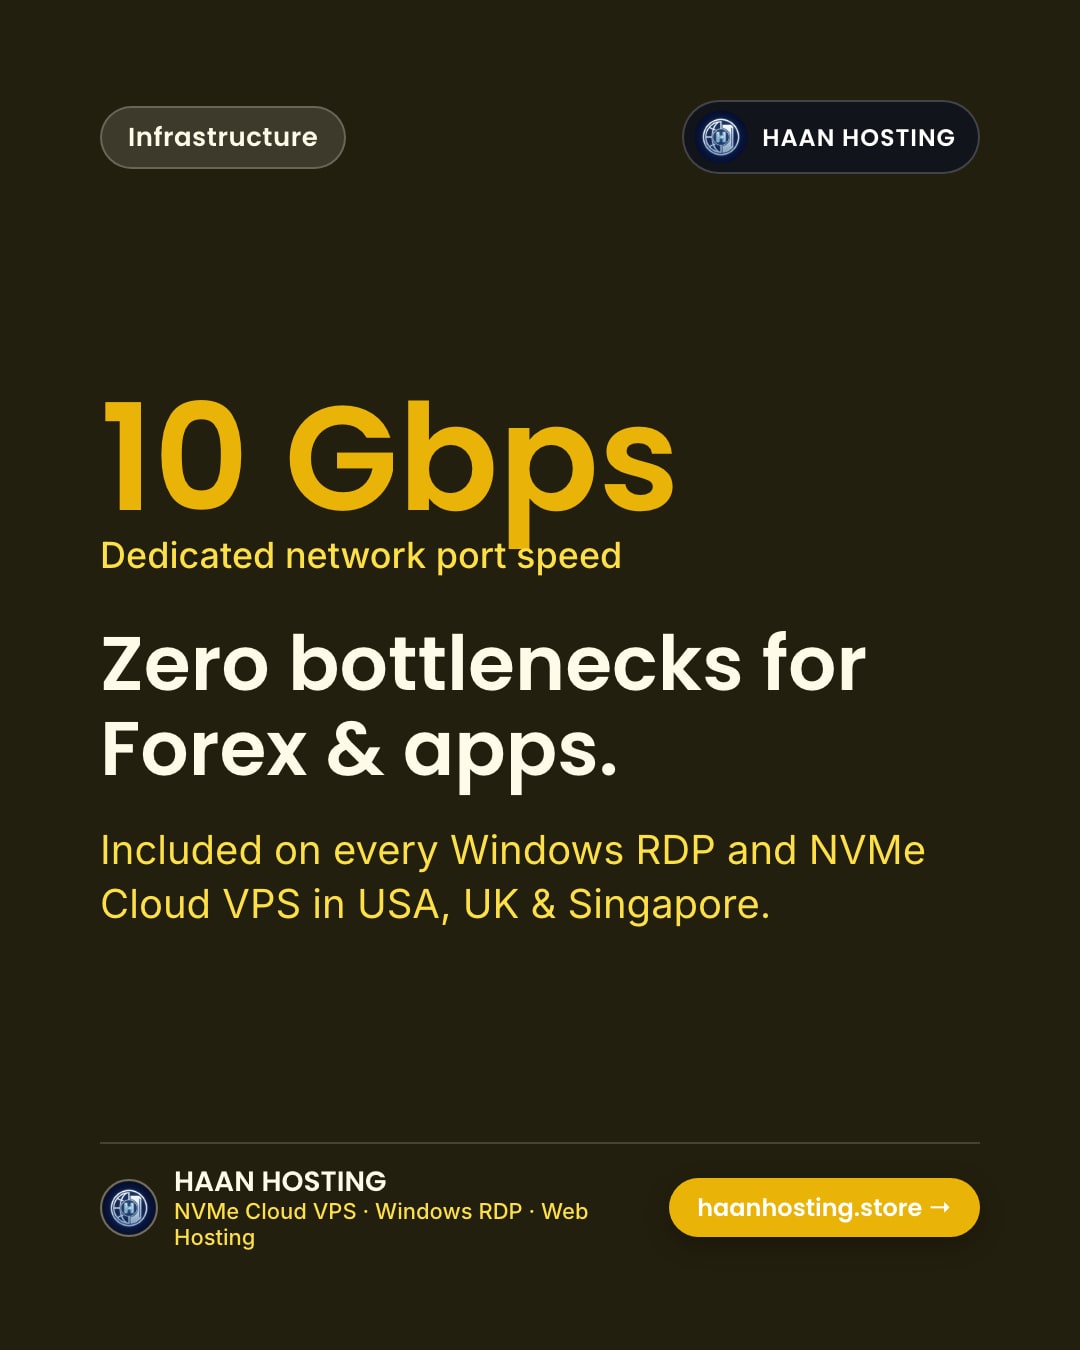 Infrastructure
HAAN HOSTING
10 Gbps
Dedicated network port speed
Zero bottlenecks for
Forex & apps.
Included on every Windows RDP and NVMe
Cloud VPS in USA, UK & Singapore.
HAAN HOSTING
NVMe Cloud VPS · Windows RDP · Web
Hosting
haanhosting.store →